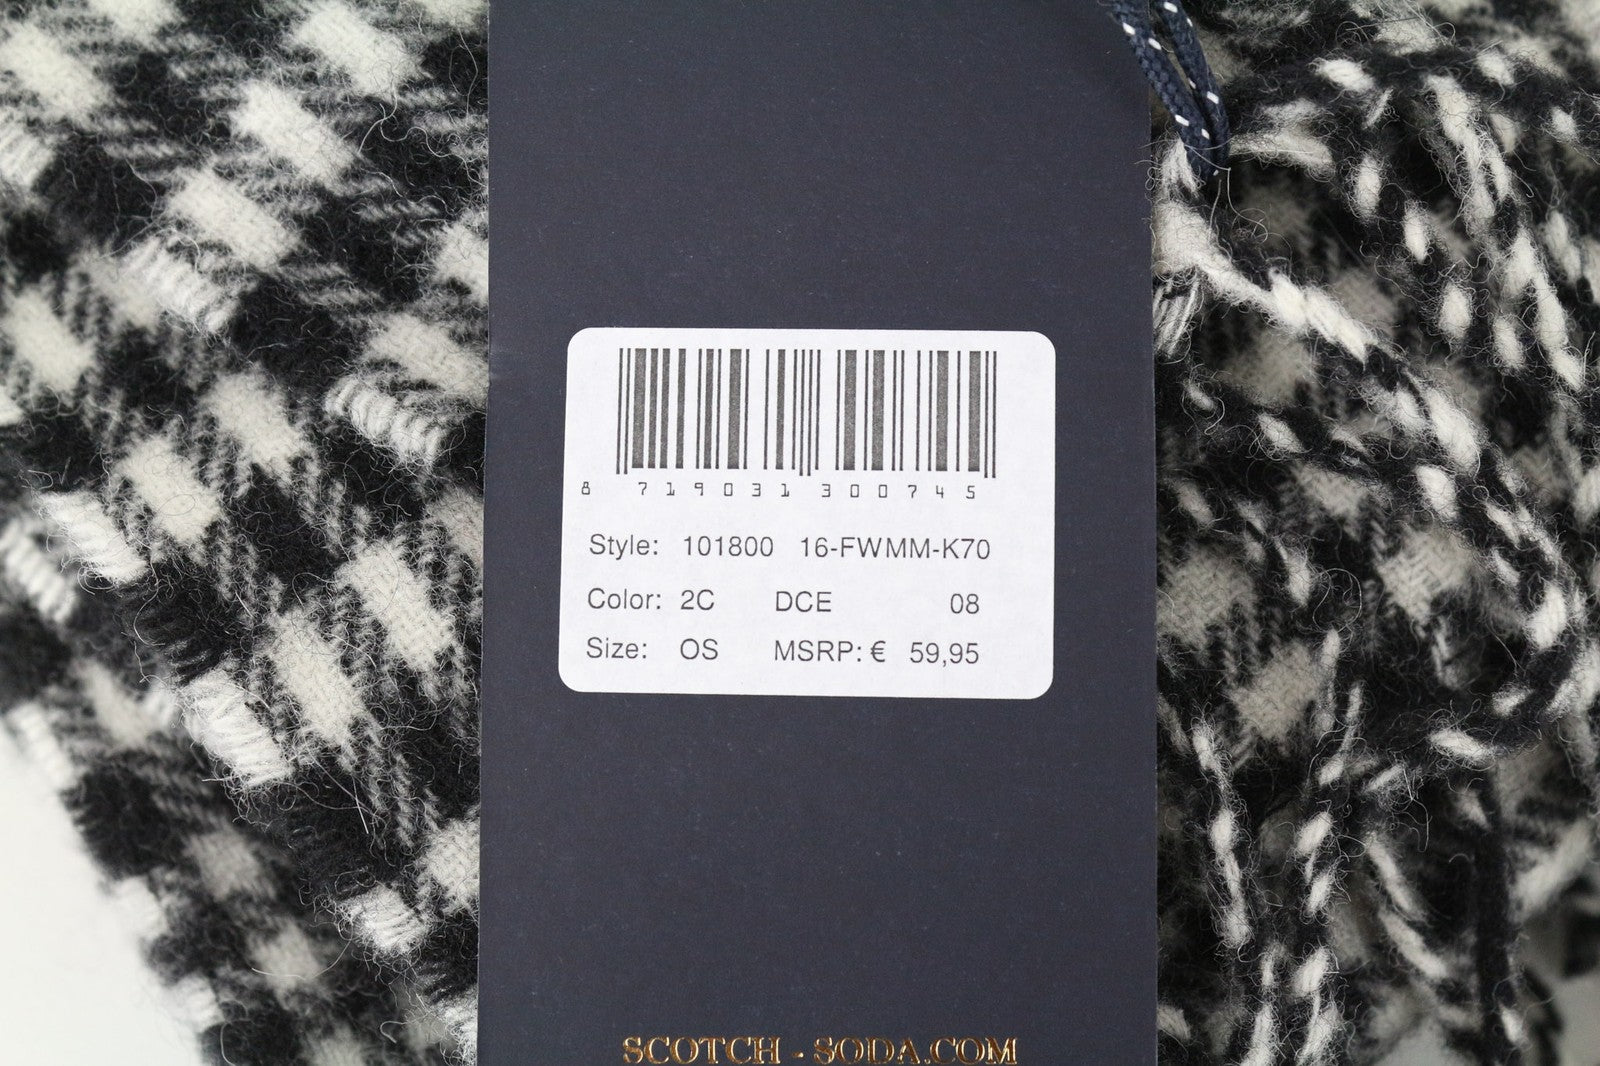 8 719031 300745
Style: 101800 16-FWMM-K70
Color: 2C DCE 08
Size: OS MSRP: € 59,95
SCOTCH - SODA.COM